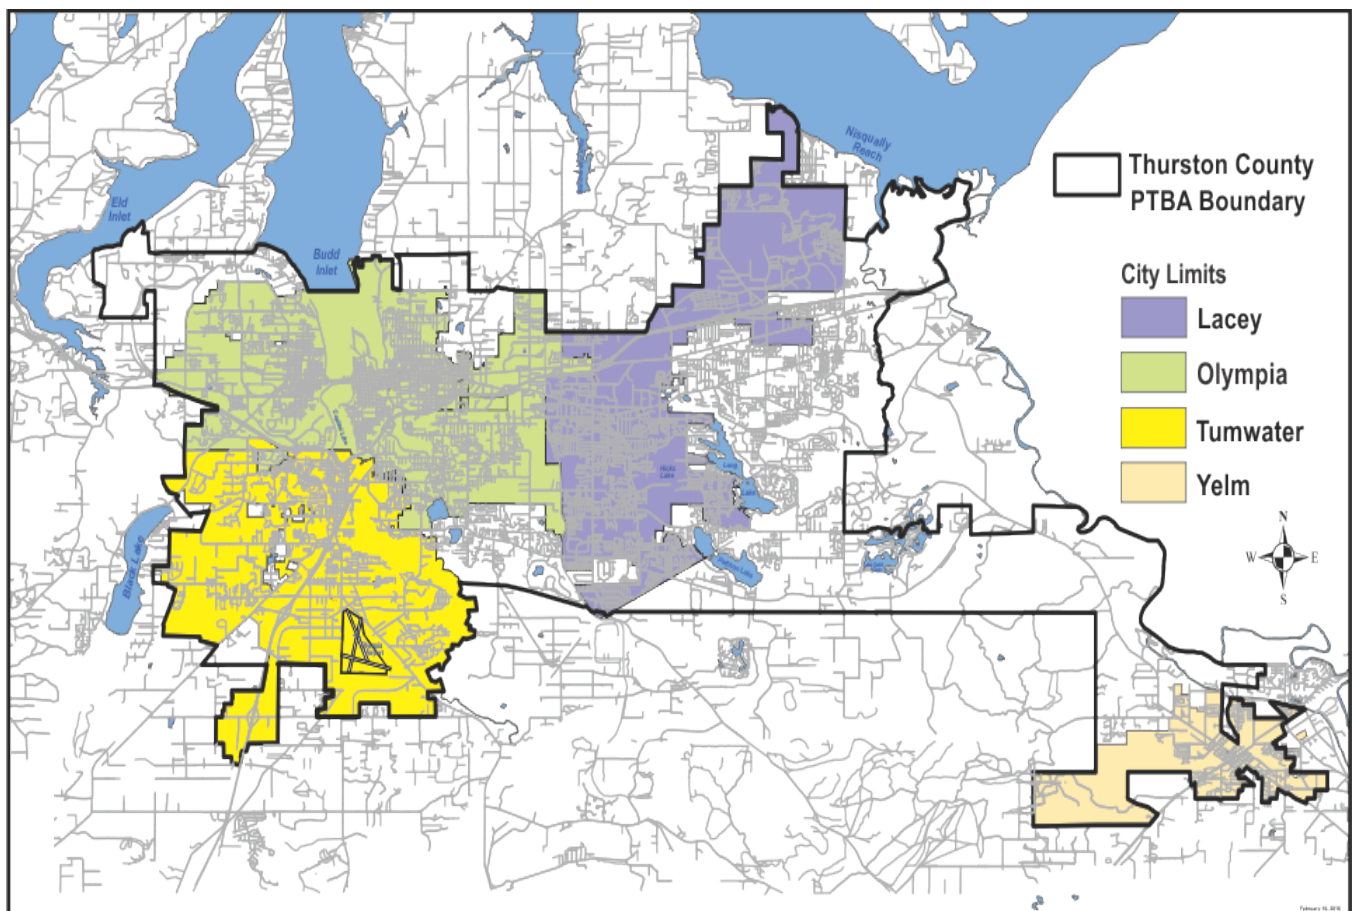 Nisqually
Reach
Thurston County
PTBA Boundary
Eld
Inlet
Budd
Inlet
City Limits
Lacey
Olympia
Tumwater
Yelm
Hicks
Lake
Long
Lake
Black Lake
N
W
E
S